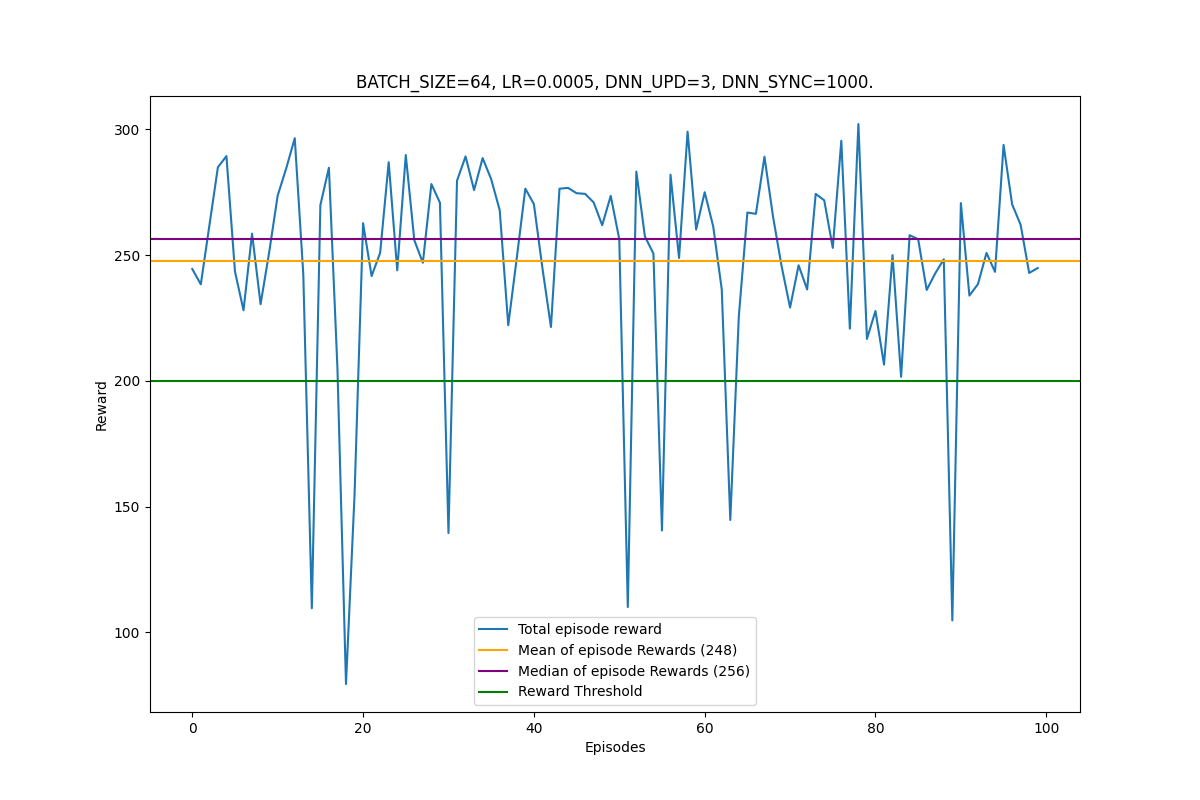 BATCH_SIZE=64, LR=0.0005, DNN_UPD=3, DNN_SYNC=1000.
300
250
200
150
100
Reward
Total episode reward
Mean of episode Rewards (248)
Median of episode Rewards (256)
Reward Threshold
0 20 40 60 80 100
Episodes